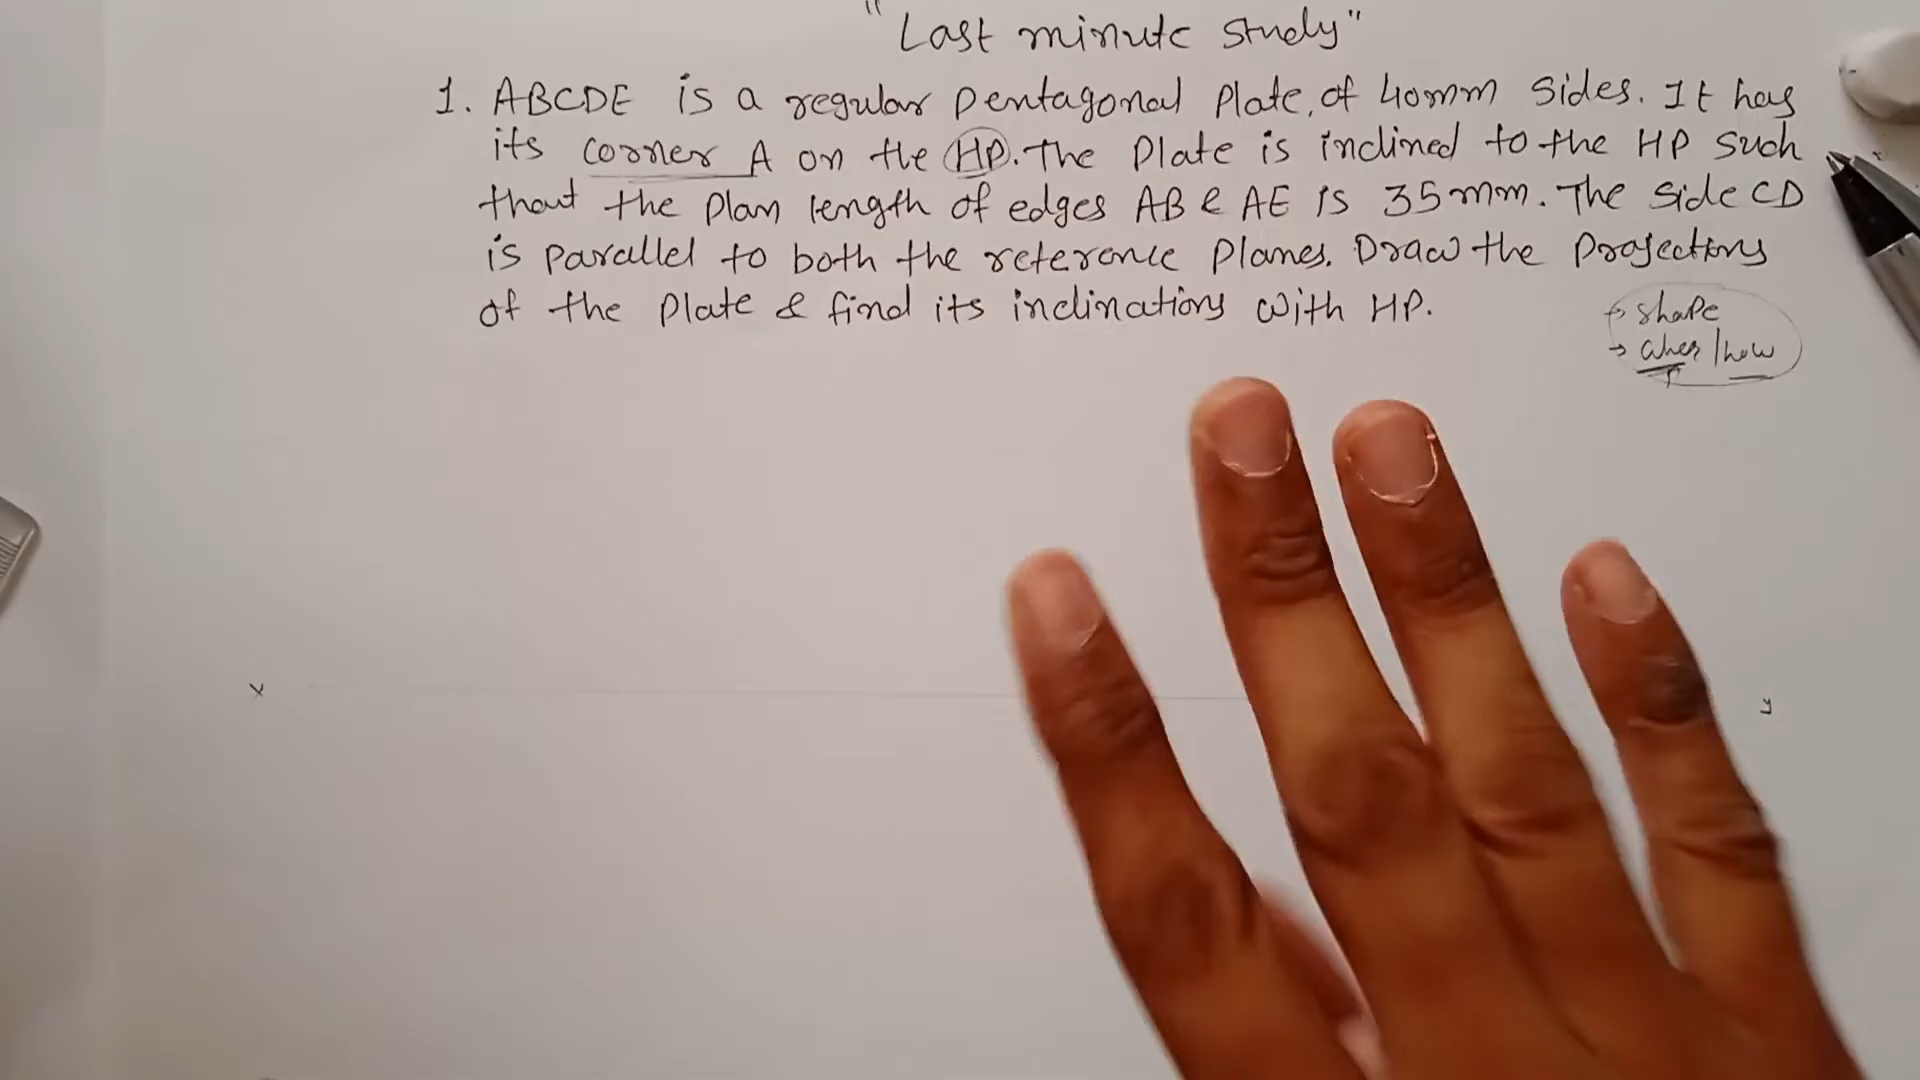 "Last minute study"
1. ABCDE is a regular pentagonal plate, of 40mm sides. It has
its corner A on the HP. The plate is inclined to the HP such
that the plan length of edges AB & AE is 35mm. The side CD
is parallel to both the reference planes. Draw the projections
of the plate & find its inclinations with HP.
→ shape
→ when / how
x
y